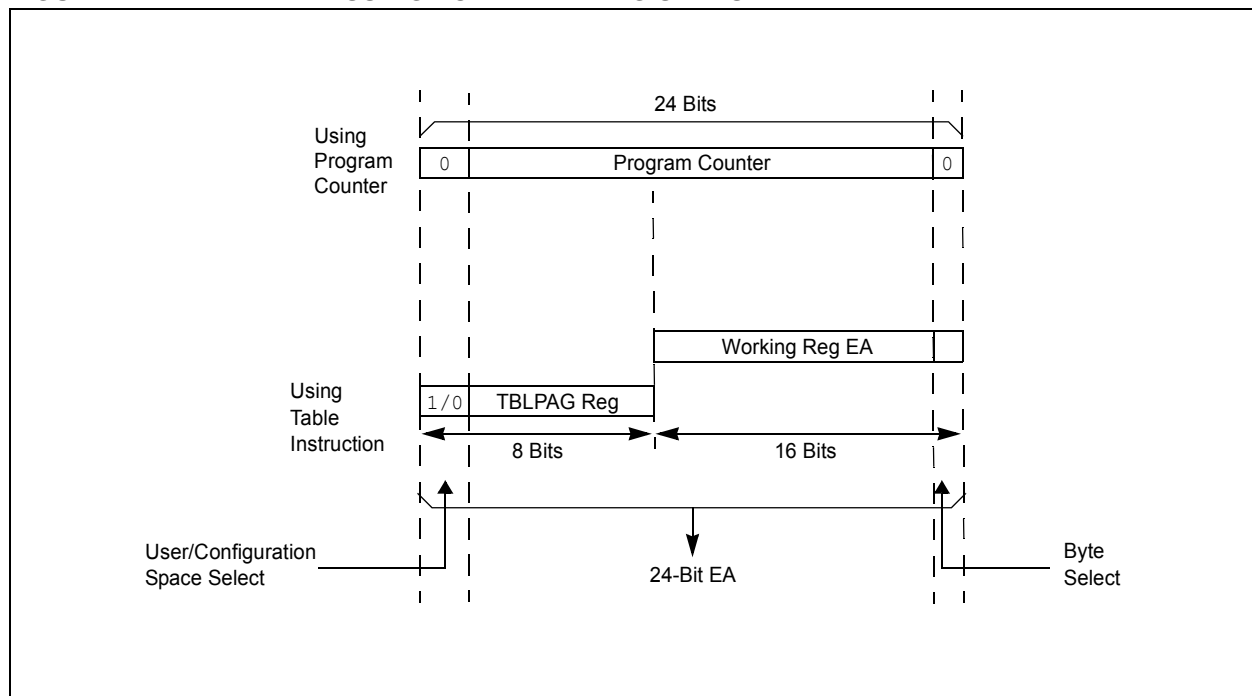 24 Bits
Using
Program
Counter
0
Program Counter
0
Working Reg EA
Using
Table
Instruction
1/0
TBLPAG Reg
8 Bits
16 Bits
User/Configuration
Space Select
24-Bit EA
Byte
Select